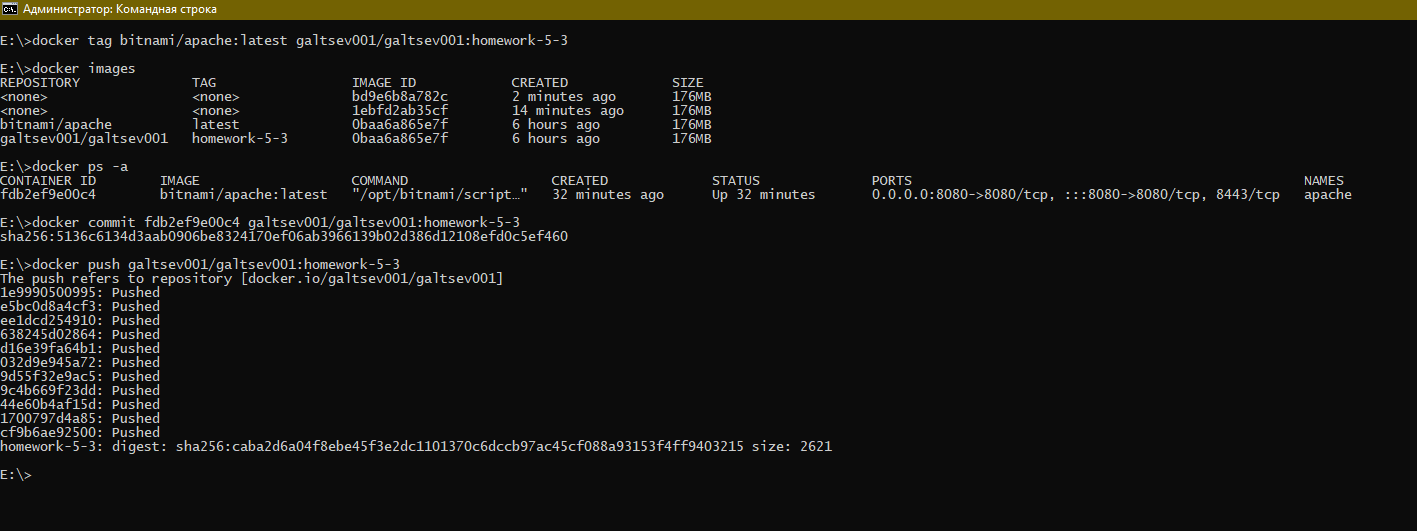 Администратор: Командная строка
E:\>docker tag bitnami/apache:latest galtsev001/galtsev001:homework-5-3
E:\>docker images
REPOSITORY TAG IMAGE ID CREATED SIZE
<none> <none> bd9e6b8a782c 2 minutes ago 176MB
<none> <none> 1ebfd2ab35cf 14 minutes ago 176MB
bitnami/apache latest 0baa6a865e7f 6 hours ago 176MB
galtsev001/galtsev001 homework-5-3 0baa6a865e7f 6 hours ago 176MB
E:\>docker ps -a
CONTAINER ID IMAGE COMMAND CREATED STATUS PORTS NAMES
fdb2ef9e00c4 bitnami/apache:latest "/opt/bitnami/script…" 32 minutes ago Up 32 minutes 0.0.0.0:8080->8080/tcp, :::8080->8080/tcp, 8443/tcp apache
E:\>docker commit fdb2ef9e00c4 galtsev001/galtsev001:homework-5-3
sha256:5136c6134d3aab0906be8324170ef06ab3966139b02d386d12108efd0c5ef460
E:\>docker push galtsev001/galtsev001:homework-5-3
The push refers to repository [docker.io/galtsev001/galtsev001]
1e9990500995: Pushed
e5bc0d8a4cf3: Pushed
ee1dcd254910: Pushed
638245d02864: Pushed
d16e39fa64b1: Pushed
032d9e945a72: Pushed
9d55f32e9ac5: Pushed
9c4b669f23dd: Pushed
44e60b4af15d: Pushed
1700797d4a85: Pushed
cf9b6ae92500: Pushed
homework-5-3: digest: sha256:caba2d6a04f8ebe45f3e2dc1101370c6dccb97ac45cf088a93153f4ff9403215 size: 2621
E:\>